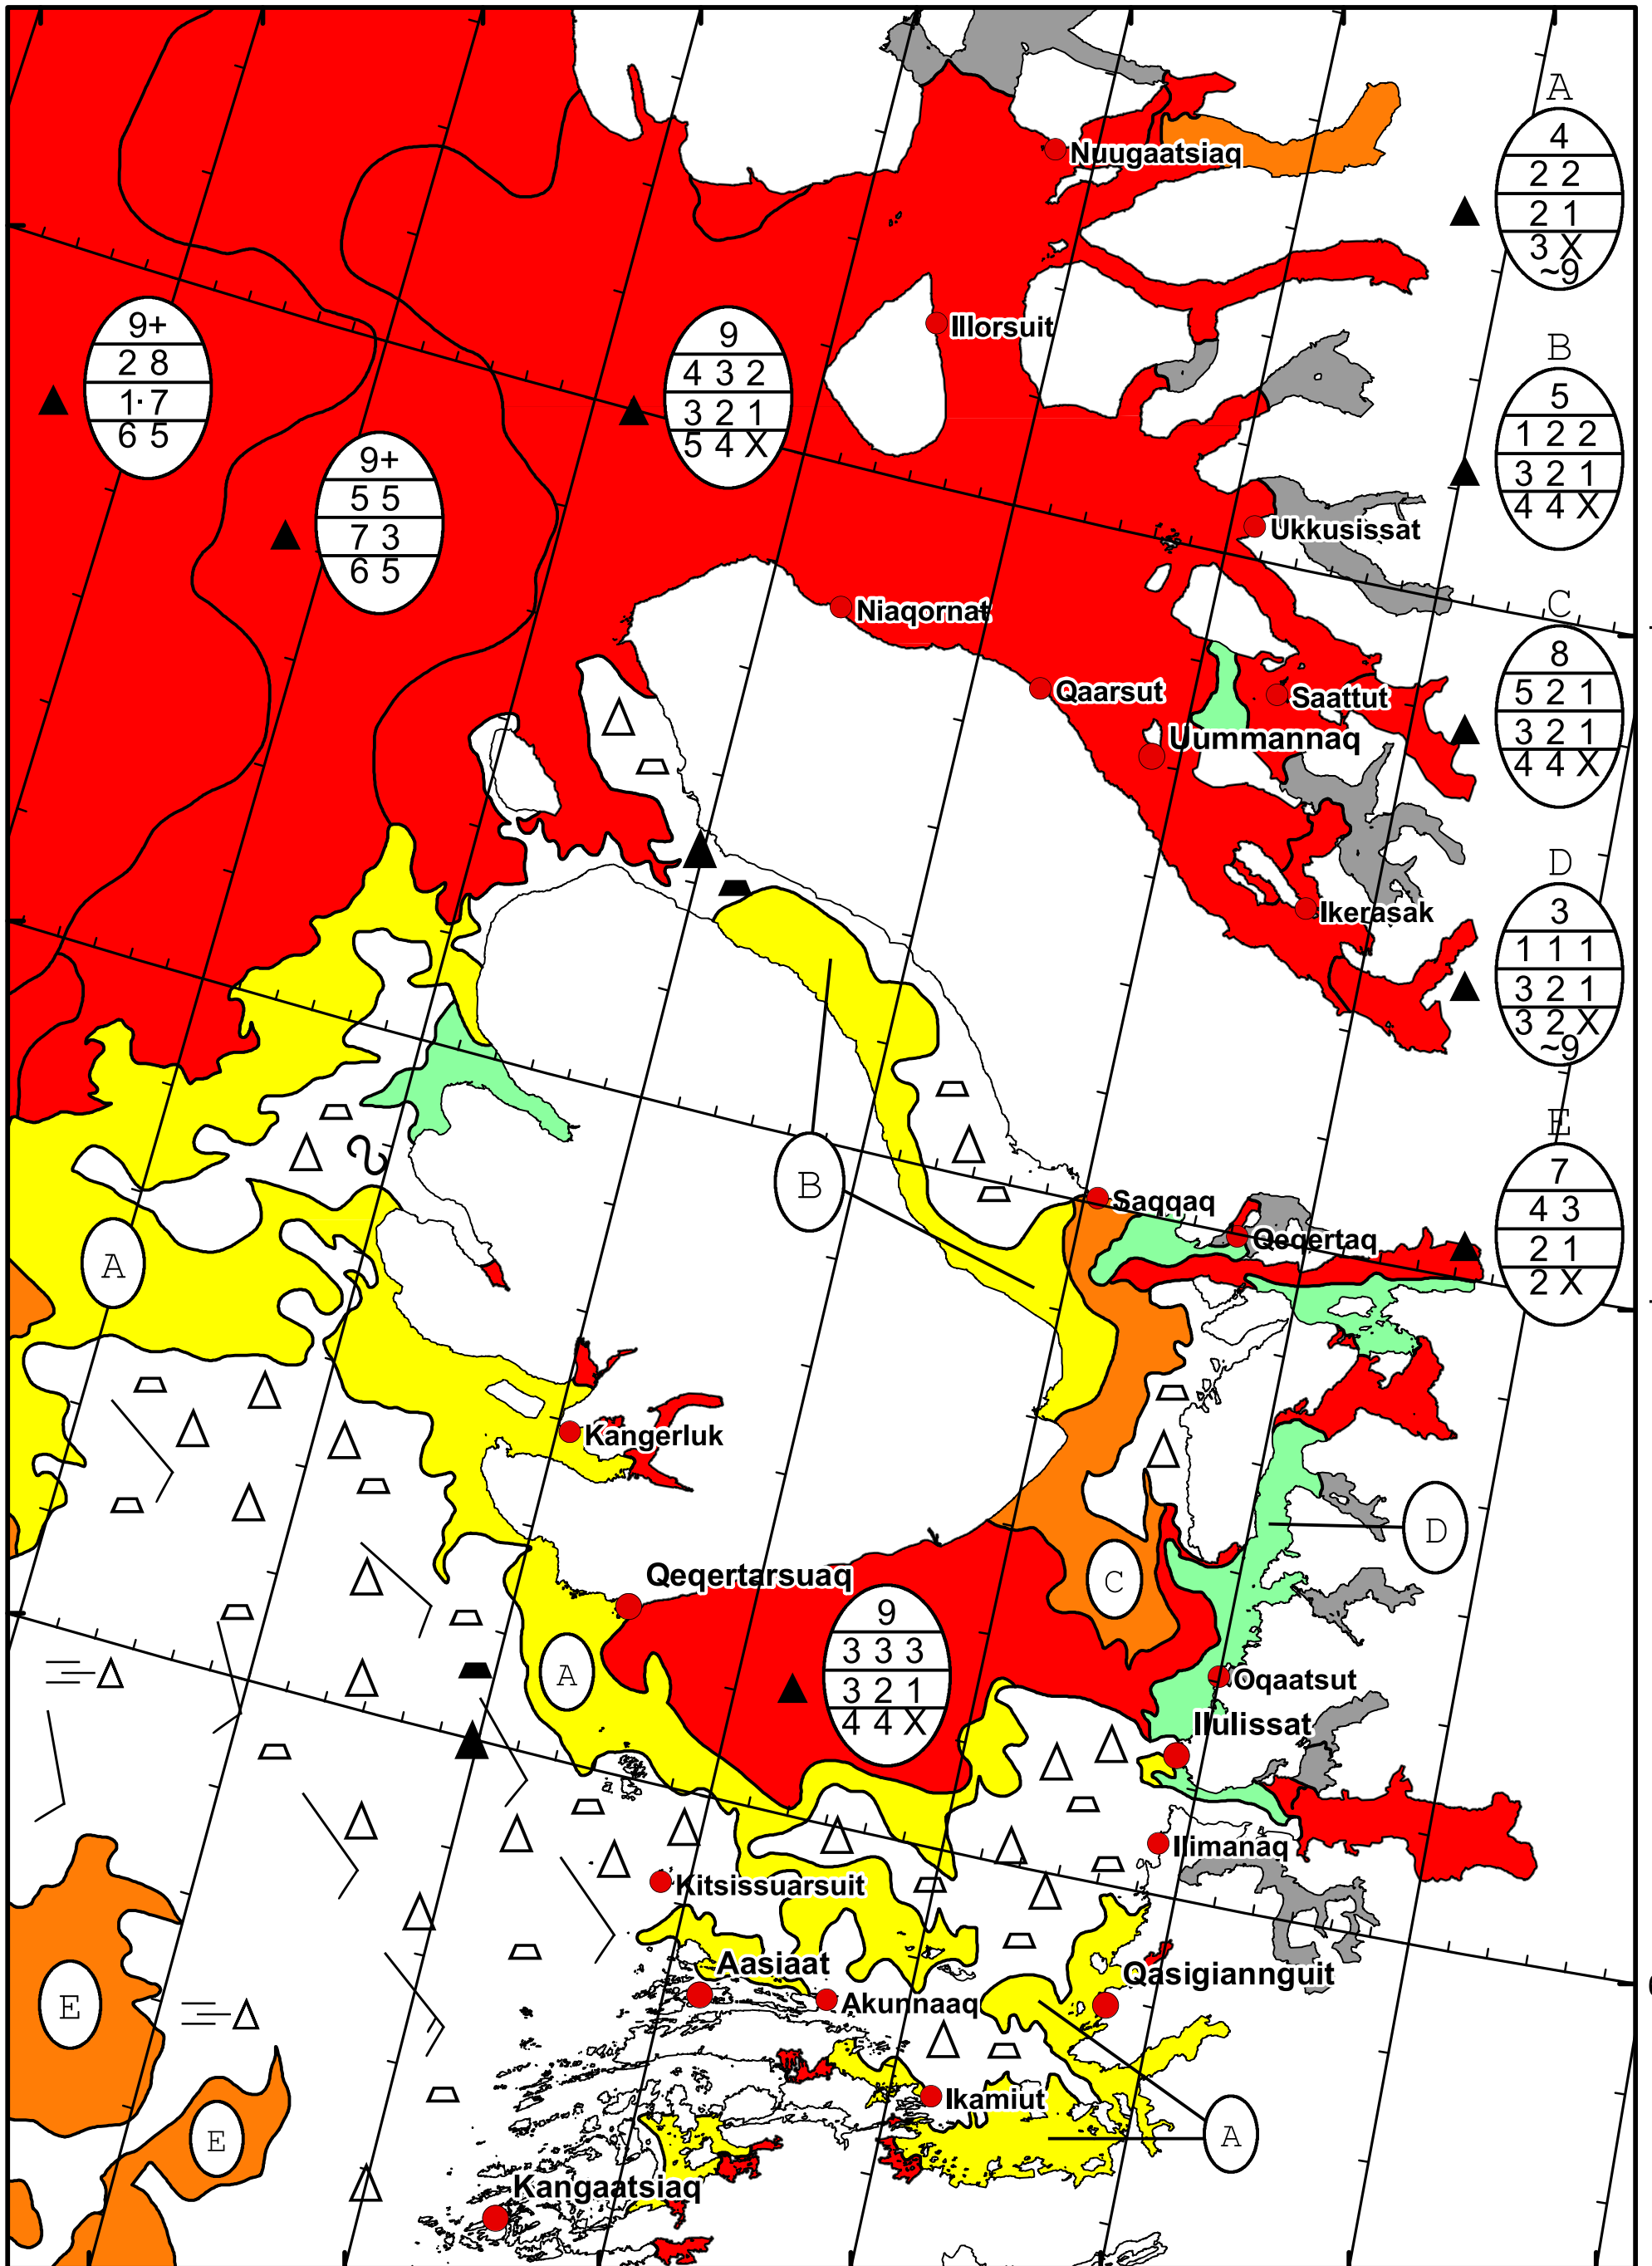 A
4
2 2
2 1
3 X
~9
Nuugaatsiaq
9+
2 8
1· 7
6 5
9
4 3 2
3 2 1
5 4 X
Illorsuit
B
5
1 2 2
3 2 1
4 4 X
9+
5 5
7 3
6 5
Ukkusissat
Niaqornat
C
8
5 2 1
3 2 1
4 4 X
Qaarsut
Saattut
Uummannaq
D
3
1 1 1
3 2 1
3 2 X
~9
Ikerasak
E
7
4 3
2 1
2 X
B
Saqqaq
Qeqertaq
A
Kangerluk
D
Qeqertarsuaq
C
9
3 3 3
3 2 1
4 4 X
A
Oqaatsut
Ilulissat
Ilimanaq
Kitsissuarsuit
Aasiaat
Qasigiannguit
E
Akunnaaq
Ikamiut
E
A
Kangaatsiaq